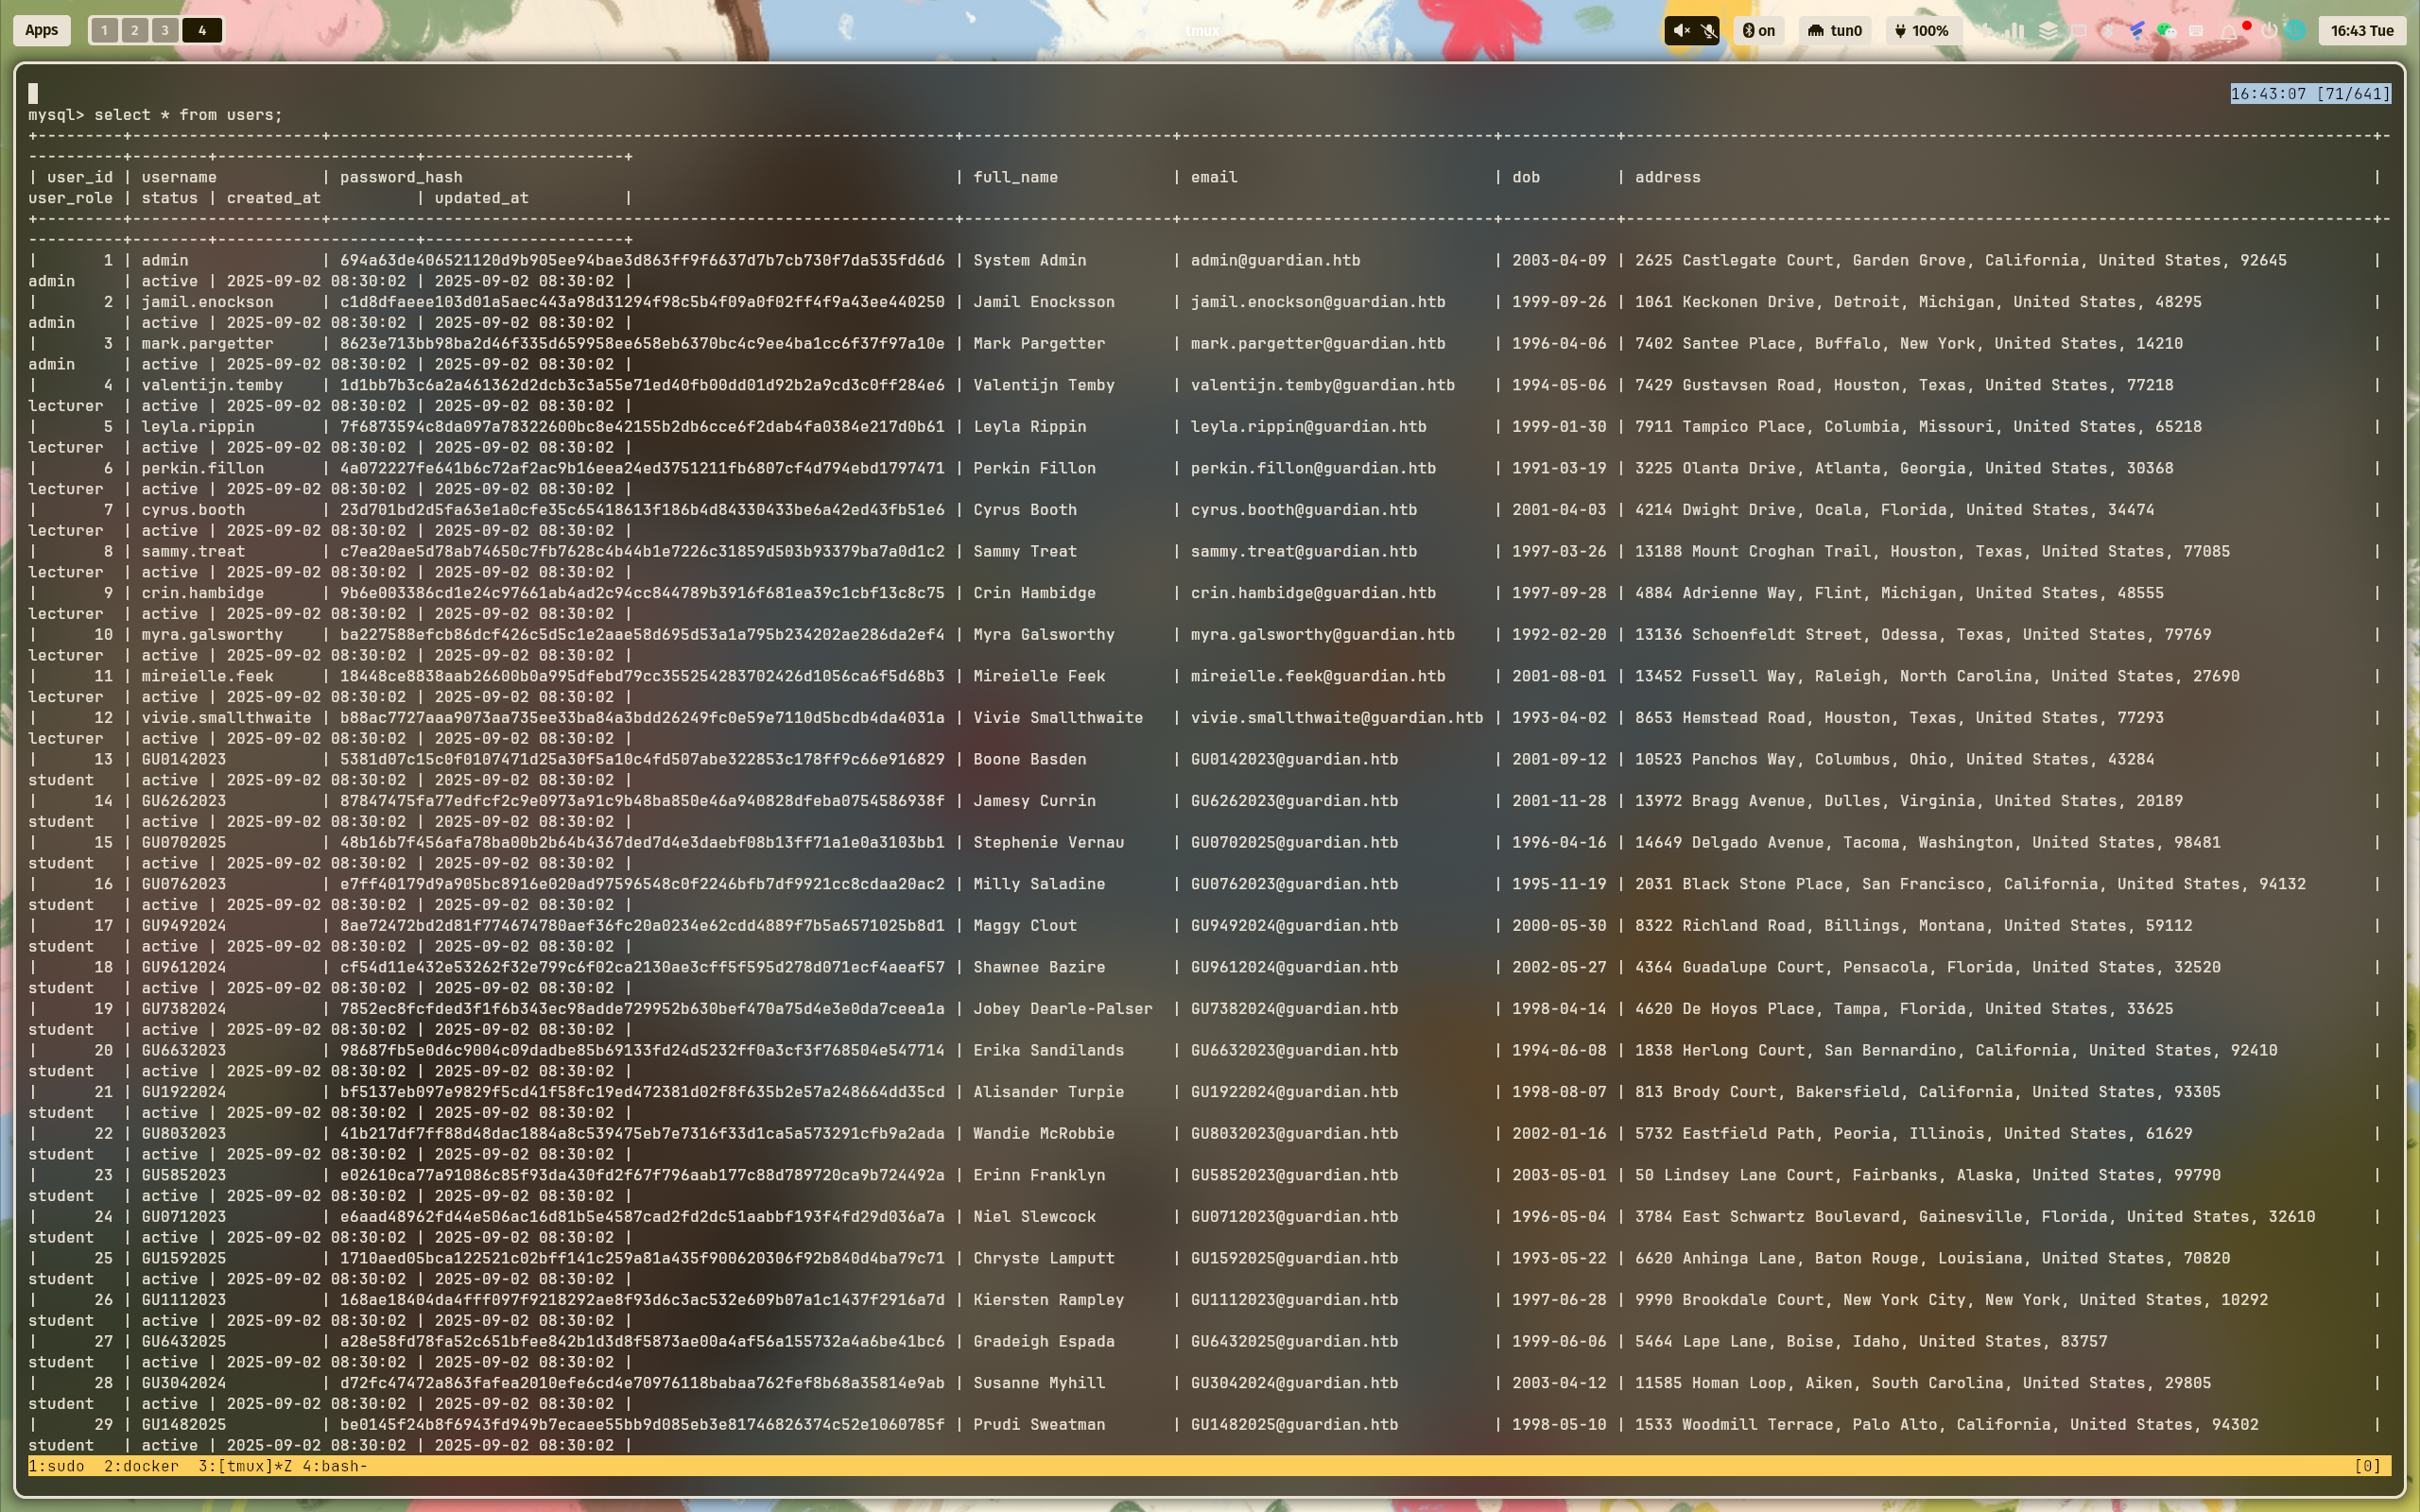 Apps 1 2 3 4 tmux on tun0 100% 16:43 Tue
16:43:07 [71/641]
mysql> select * from users;
+---------+--------------------+------------------------------------------------------------------+----------------------+---------------------------------+------------+-------------------------------------------------------------------------------+-
----------+--------+---------------------+---------------------+
| user_id | username           | password_hash                                                    | full_name            | email                           | dob        | address                                                                       |
user_role | status | created_at          | updated_at          |
+---------+--------------------+------------------------------------------------------------------+----------------------+---------------------------------+------------+-------------------------------------------------------------------------------+-
----------+--------+---------------------+---------------------+
|       1 | admin              | 694a63de406521120d9b905ee94bae3d863ff9f6637d7b7cb730f7da535fd6d6 | System Admin         | admin@guardian.htb              | 2003-04-09 | 2625 Castlegate Court, Garden Grove, California, United States, 92645         |
admin     | active | 2025-09-02 08:30:02 | 2025-09-02 08:30:02 |
|       2 | jamil.enockson     | c1d8dfaeee103d01a5aec443a98d31294f98c5b4f09a0f02ff4f9a43ee440250 | Jamil Enocksson      | jamil.enockson@guardian.htb     | 1999-09-26 | 1061 Keckonen Drive, Detroit, Michigan, United States, 48295                  |
admin     | active | 2025-09-02 08:30:02 | 2025-09-02 08:30:02 |
|       3 | mark.pargetter     | 8623e713bb98ba2d46f335d659958ee658eb6370bc4c9ee4ba1cc6f37f97a10e | Mark Pargetter       | mark.pargetter@guardian.htb     | 1996-04-06 | 7402 Santee Place, Buffalo, New York, United States, 14210                    |
admin     | active | 2025-09-02 08:30:02 | 2025-09-02 08:30:02 |
|       4 | valentijn.temby    | 1d1bb7b3c6a2a461362d2dcb3c3a55e71ed40fb00dd01d92b2a9cd3c0ff284e6 | Valentijn Temby      | valentijn.temby@guardian.htb    | 1994-05-06 | 7429 Gustavsen Road, Houston, Texas, United States, 77218                     |
lecturer  | active | 2025-09-02 08:30:02 | 2025-09-02 08:30:02 |
|       5 | leyla.rippin       | 7f6873594c8da097a78322600bc8e42155b2db6cce6f2dab4fa0384e217d0b61 | Leyla Rippin         | leyla.rippin@guardian.htb       | 1999-01-30 | 7911 Tampico Place, Columbia, Missouri, United States, 65218                  |
lecturer  | active | 2025-09-02 08:30:02 | 2025-09-02 08:30:02 |
|       6 | perkin.fillon      | 4a072227fe641b6c72af2ac9b16eea24ed3751211fb6807cf4d794ebd1797471 | Perkin Fillon        | perkin.fillon@guardian.htb      | 1991-03-19 | 3225 Olanta Drive, Atlanta, Georgia, United States, 30368                     |
lecturer  | active | 2025-09-02 08:30:02 | 2025-09-02 08:30:02 |
|       7 | cyrus.booth        | 23d701bd2d5fa63e1a0cfe35c65418613f186b4d84330433be6a42ed43fb51e6 | Cyrus Booth          | cyrus.booth@guardian.htb        | 2001-04-03 | 4214 Dwight Drive, Ocala, Florida, United States, 34474                       |
lecturer  | active | 2025-09-02 08:30:02 | 2025-09-02 08:30:02 |
|       8 | sammy.treat        | c7ea20ae5d78ab74650c7fb7628c4b44b1e7226c31859d503b93379ba7a0d1c2 | Sammy Treat          | sammy.treat@guardian.htb        | 1997-03-26 | 13188 Mount Croghan Trail, Houston, Texas, United States, 77085               |
lecturer  | active | 2025-09-02 08:30:02 | 2025-09-02 08:30:02 |
|       9 | crin.hambidge      | 9b6e003386cd1e24c97661ab4ad2c94cc844789b3916f681ea39c1cbf13c8c75 | Crin Hambidge        | crin.hambidge@guardian.htb      | 1997-09-28 | 4884 Adrienne Way, Flint, Michigan, United States, 48555                      |
lecturer  | active | 2025-09-02 08:30:02 | 2025-09-02 08:30:02 |
|      10 | myra.galsworthy    | ba227588efcb86dcf426c5d5c1e2aae58d695d53a1a795b234202ae286da2ef4 | Myra Galsworthy      | myra.galsworthy@guardian.htb    | 1992-02-20 | 13136 Schoenfeldt Street, Odessa, Texas, United States, 79769                 |
lecturer  | active | 2025-09-02 08:30:02 | 2025-09-02 08:30:02 |
|      11 | mireielle.feek     | 18448ce8838aab26600b0a995dfebd79cc355254283702426d1056ca6f5d68b3 | Mireielle Feek       | mireielle.feek@guardian.htb     | 2001-08-01 | 13452 Fussell Way, Raleigh, North Carolina, United States, 27690              |
lecturer  | active | 2025-09-02 08:30:02 | 2025-09-02 08:30:02 |
|      12 | vivie.smallthwaite | b88ac7727aaa9073aa735ee33ba84a3bdd26249fc0e59e7110d5bcdb4da4031a | Vivie Smallthwaite   | vivie.smallthwaite@guardian.htb | 1993-04-02 | 8653 Hemstead Road, Houston, Texas, United States, 77293                      |
lecturer  | active | 2025-09-02 08:30:02 | 2025-09-02 08:30:02 |
|      13 | GU0142023          | 5381d07c15c0f0107471d25a30f5a10c4fd507abe322853c178ff9c66e916829 | Boone Basden         | GU0142023@guardian.htb          | 2001-09-12 | 10523 Panchos Way, Columbus, Ohio, United States, 43284                       |
student   | active | 2025-09-02 08:30:02 | 2025-09-02 08:30:02 |
|      14 | GU6262023          | 87847475fa77edfcf2c9e0973a91c9b48ba850e46a940828dfeba0754586938f | Jamesy Currin        | GU6262023@guardian.htb          | 2001-11-28 | 13972 Bragg Avenue, Dulles, Virginia, United States, 20189                    |
student   | active | 2025-09-02 08:30:02 | 2025-09-02 08:30:02 |
|      15 | GU0702025          | 48b16b7f456afa78ba00b2b64b4367ded7d4e3daebf08b13ff71a1e0a3103bb1 | Stephenie Vernau     | GU0702025@guardian.htb          | 1996-04-16 | 14649 Delgado Avenue, Tacoma, Washington, United States, 98481                |
student   | active | 2025-09-02 08:30:02 | 2025-09-02 08:30:02 |
|      16 | GU0762023          | e7ff40179d9a905bc8916e020ad97596548c0f2246bfb7df9921cc8cdaa20ac2 | Milly Saladine       | GU0762023@guardian.htb          | 1995-11-19 | 2031 Black Stone Place, San Francisco, California, United States, 94132       |
student   | active | 2025-09-02 08:30:02 | 2025-09-02 08:30:02 |
|      17 | GU9492024          | 8ae72472bd2d81f774674780aef36fc20a0234e62cdd4889f7b5a6571025b8d1 | Maggy Clout          | GU9492024@guardian.htb          | 2000-05-30 | 8322 Richland Road, Billings, Montana, United States, 59112                   |
student   | active | 2025-09-02 08:30:02 | 2025-09-02 08:30:02 |
|      18 | GU9612024          | cf54d11e432e53262f32e799c6f02ca2130ae3cff5f595d278d071ecf4aeaf57 | Shawnee Bazire       | GU9612024@guardian.htb          | 2002-05-27 | 4364 Guadalupe Court, Pensacola, Florida, United States, 32520                |
student   | active | 2025-09-02 08:30:02 | 2025-09-02 08:30:02 |
|      19 | GU7382024          | 7852ec8fcfded3f1f6b343ec98adde729952b630bef470a75d4e3e0da7ceea1a | Jobey Dearle-Palser  | GU7382024@guardian.htb          | 1998-04-14 | 4620 De Hoyos Place, Tampa, Florida, United States, 33625                     |
student   | active | 2025-09-02 08:30:02 | 2025-09-02 08:30:02 |
|      20 | GU6632023          | 98687fb5e0d6c9004c09dadbe85b69133fd24d5232ff0a3cf3f768504e547714 | Erika Sandilands     | GU6632023@guardian.htb          | 1994-06-08 | 1838 Herlong Court, San Bernardino, California, United States, 92410          |
student   | active | 2025-09-02 08:30:02 | 2025-09-02 08:30:02 |
|      21 | GU1922024          | bf5137eb097e9829f5cd41f58fc19ed472381d02f8f635b2e57a248664dd35cd | Alisander Turpie     | GU1922024@guardian.htb          | 1998-08-07 | 813 Brody Court, Bakersfield, California, United States, 93305                |
student   | active | 2025-09-02 08:30:02 | 2025-09-02 08:30:02 |
|      22 | GU8032023          | 41b217df7ff88d48dac1884a8c539475eb7e7316f33d1ca5a573291cfb9a2ada | Wandie McRobbie      | GU8032023@guardian.htb          | 2002-01-16 | 5732 Eastfield Path, Peoria, Illinois, United States, 61629                   |
student   | active | 2025-09-02 08:30:02 | 2025-09-02 08:30:02 |
|      23 | GU5852023          | e02610ca77a91086c85f93da430fd2f67f796aab177c88d789720ca9b724492a | Erinn Franklyn       | GU5852023@guardian.htb          | 2003-05-01 | 50 Lindsey Lane Court, Fairbanks, Alaska, United States, 99790                |
student   | active | 2025-09-02 08:30:02 | 2025-09-02 08:30:02 |
|      24 | GU0712023          | e6aad48962fd44e506ac16d81b5e4587cad2fd2dc51aabbf193f4fd29d036a7a | Niel Slewcock        | GU0712023@guardian.htb          | 1996-05-04 | 3784 East Schwartz Boulevard, Gainesville, Florida, United States, 32610      |
student   | active | 2025-09-02 08:30:02 | 2025-09-02 08:30:02 |
|      25 | GU1592025          | 1710aed05bca122521c02bff141c259a81a435f900620306f92b840d4ba79c71 | Chryste Lamputt      | GU1592025@guardian.htb          | 1993-05-22 | 6620 Anhinga Lane, Baton Rouge, Louisiana, United States, 70820               |
student   | active | 2025-09-02 08:30:02 | 2025-09-02 08:30:02 |
|      26 | GU1112023          | 168ae18404da4fff097f9218292ae8f93d6c3ac532e609b07a1c1437f2916a7d | Kiersten Rampley     | GU1112023@guardian.htb          | 1997-06-28 | 9990 Brookdale Court, New York City, New York, United States, 10292           |
student   | active | 2025-09-02 08:30:02 | 2025-09-02 08:30:02 |
|      27 | GU6432025          | a28e58fd78fa52c651bfee842b1d3d8f5873ae00a4af56a155732a4a6be41bc6 | Gradeigh Espada      | GU6432025@guardian.htb          | 1999-06-06 | 5464 Lape Lane, Boise, Idaho, United States, 83757                            |
student   | active | 2025-09-02 08:30:02 | 2025-09-02 08:30:02 |
|      28 | GU3042024          | d72fc47472a863fafea2010efe6cd4e70976118babaa762fef8b68a35814e9ab | Susanne Myhill       | GU3042024@guardian.htb          | 2003-04-12 | 11585 Homan Loop, Aiken, South Carolina, United States, 29805                 |
student   | active | 2025-09-02 08:30:02 | 2025-09-02 08:30:02 |
|      29 | GU1482025          | be0145f24b8f6943fd949b7ecaee55bb9d085eb3e81746826374c52e1060785f | Prudi Sweatman       | GU1482025@guardian.htb          | 1998-05-10 | 1533 Woodmill Terrace, Palo Alto, California, United States, 94302            |
student   | active | 2025-09-02 08:30:02 | 2025-09-02 08:30:02 |
1:sudo  2:docker  3:[tmux]*Z 4:bash- [0]